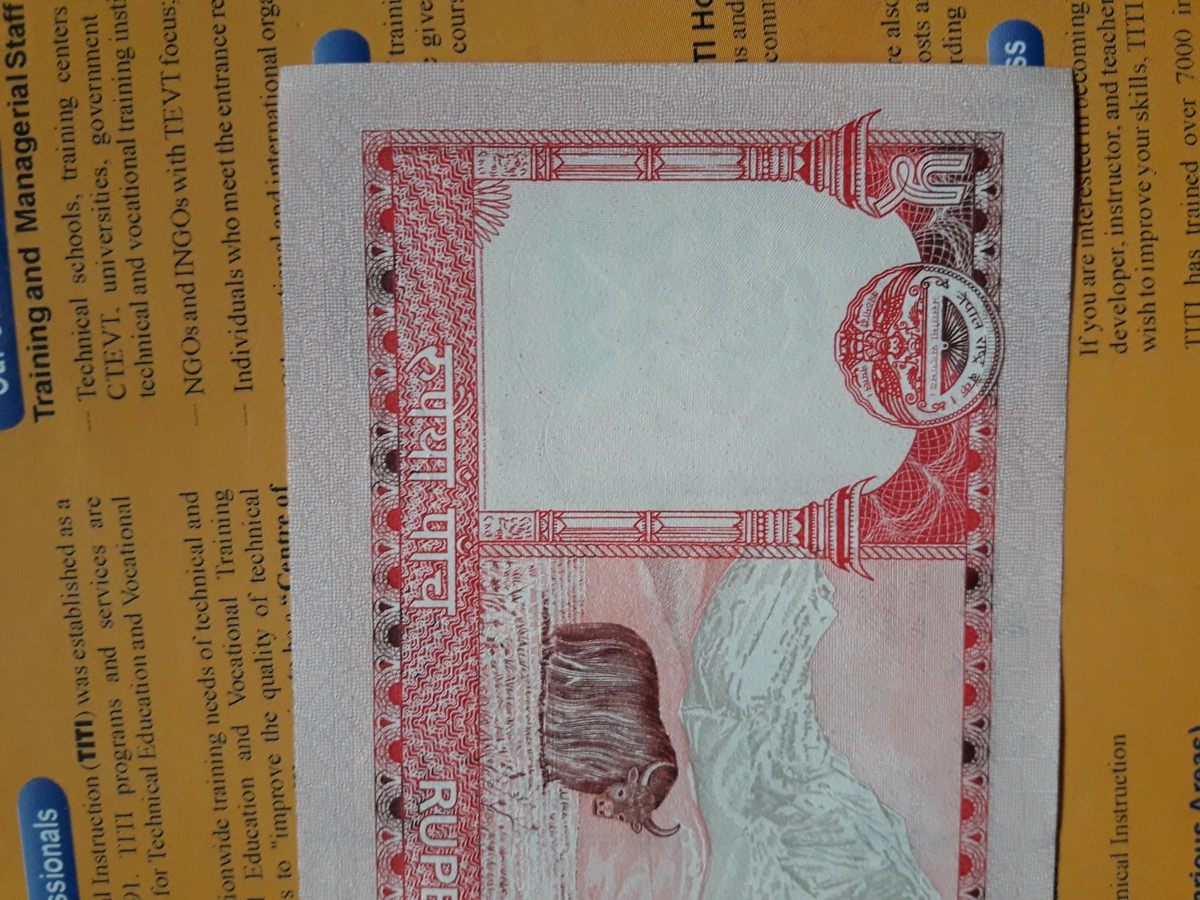 ssionals
l Instruction (TITI) was established as a
91. TITI programs and services are
for Technical Education and Vocational
ionwide training needs of technical and
l Education and Vocational Training
s to "improve the quality of technical
"Centre of
Training and Managerial Staff
— Technical schools, training centers
CTEVT, universities, government
technical and vocational training insti
— NGOs and INGOs with TEVT focus;
— Individuals who meet the entrance re
national and international orga
traini
give
cours
TI Ho
ns and
comm
re also
osts a
rding
ss
If you are interested in becoming
developer, instructor, and teacher
wish to improve your skills, TITI
TITI has trained over 7000 in
nical Instruction
arious Areas)
रुपैयाँ पाँच RUPE
५